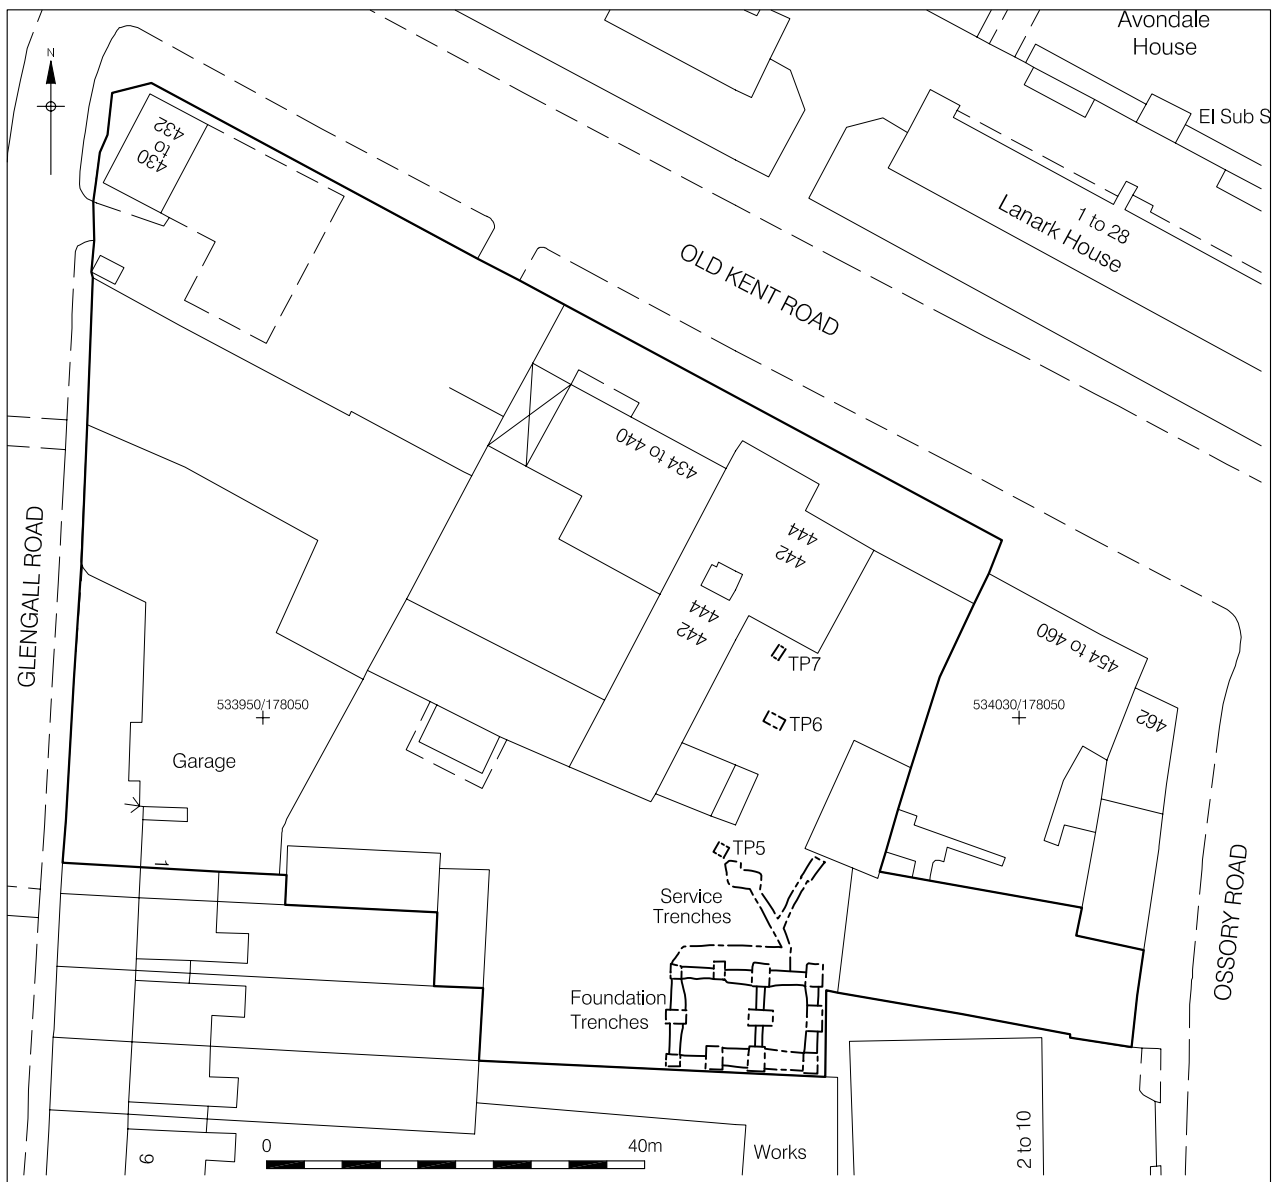 Avondale
House
N
El Sub S
430
to
432
1 to 28
Lanark House
OLD KENT ROAD
434 to 440
442
444
442
444
GLENGALL ROAD
454 to 460
TP7
533950/178050
TP6
534030/178050
462
Garage
TP5
1
Service
Trenches
OSSORY ROAD
Foundation
Trenches
0
40m
Works
2 to 10
9